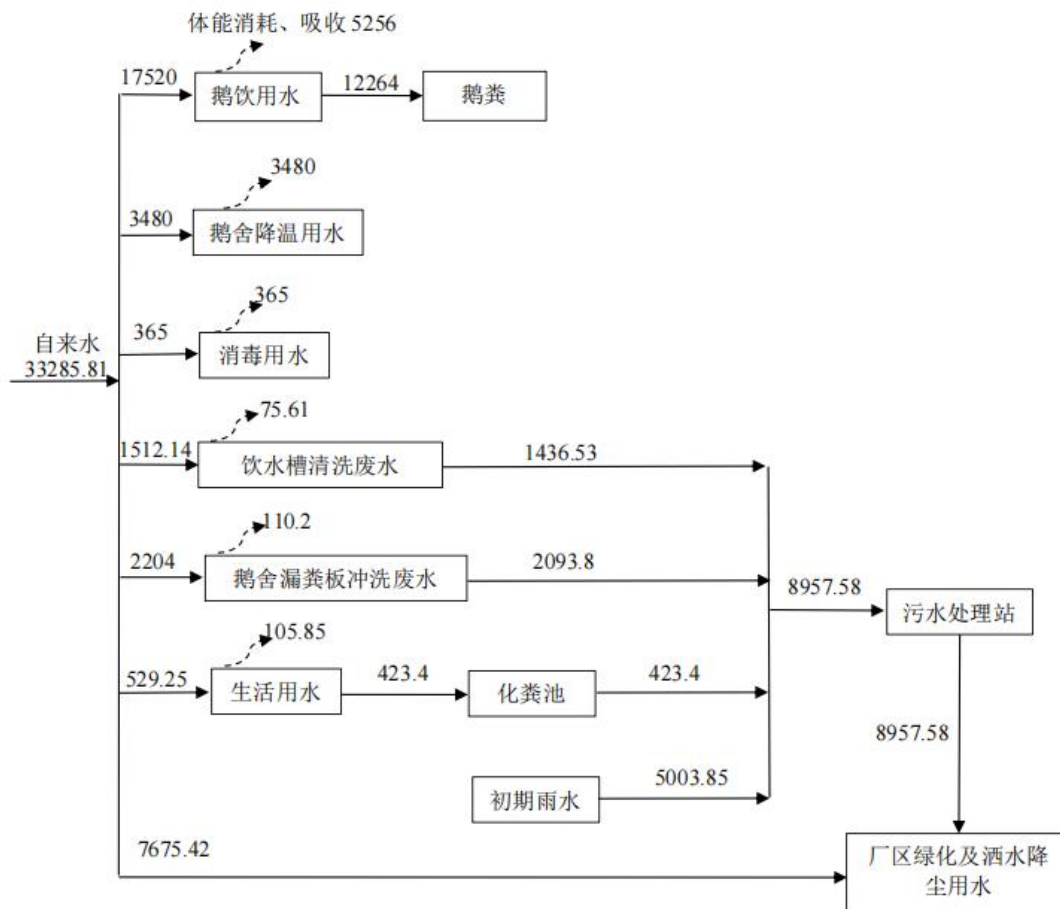 体能消耗、吸收 5256
17520
鹅饮用水
12264
鹅粪
3480
3480
鹅舍降温用水
365
365
消毒用水
自来水
33285.81
75.61
1512.14
饮水槽清洗废水
1436.53
110.2
2204
鹅舍漏粪板冲洗废水
2093.8
8957.58
污水处理站
105.85
529.25
生活用水
423.4
化粪池
423.4
8957.58
初期雨水
5003.85
7675.42
厂区绿化及洒水降
尘用水